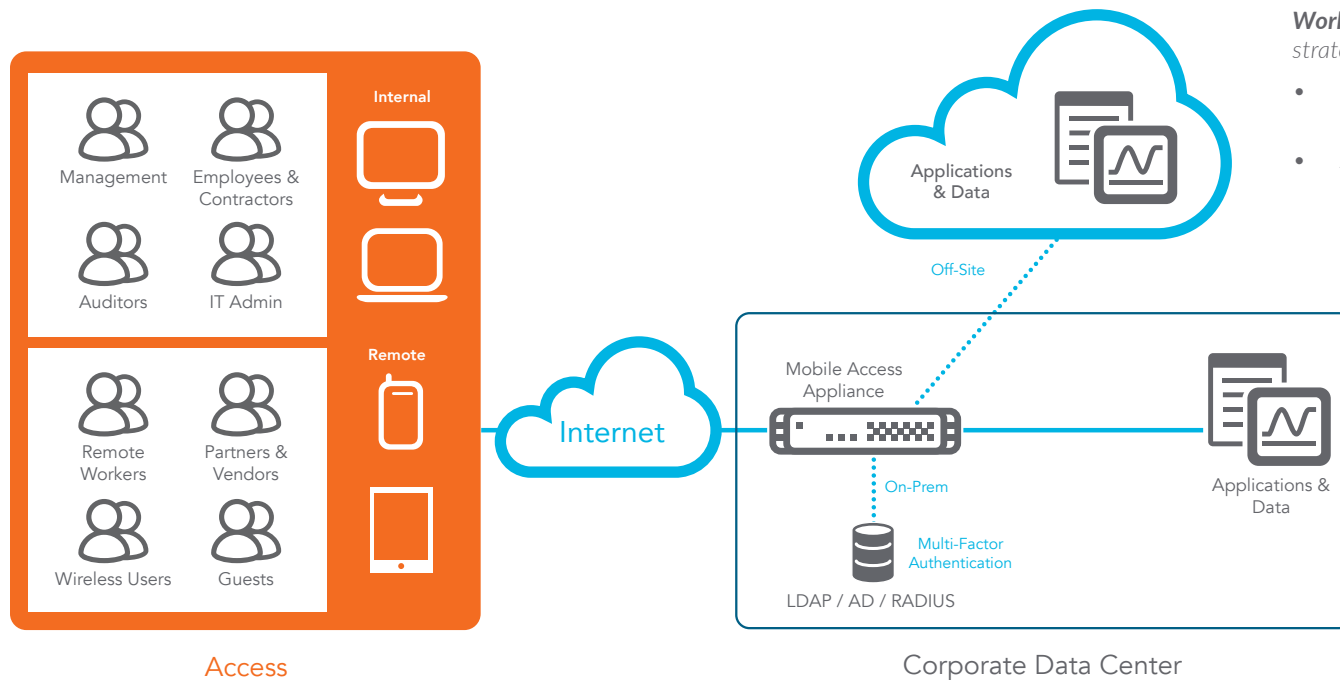 Internal
Management
Employees &
Contractors
Auditors
IT Admin
Remote
Remote
Workers
Partners &
Vendors
Wireless Users
Guests
Access
Internet
Applications
& Data
Off-Site
Mobile Access
Appliance
On-Prem
Multi-Factor
Authentication
LDAP / AD / RADIUS
Applications &
Data
Corporate Data Center